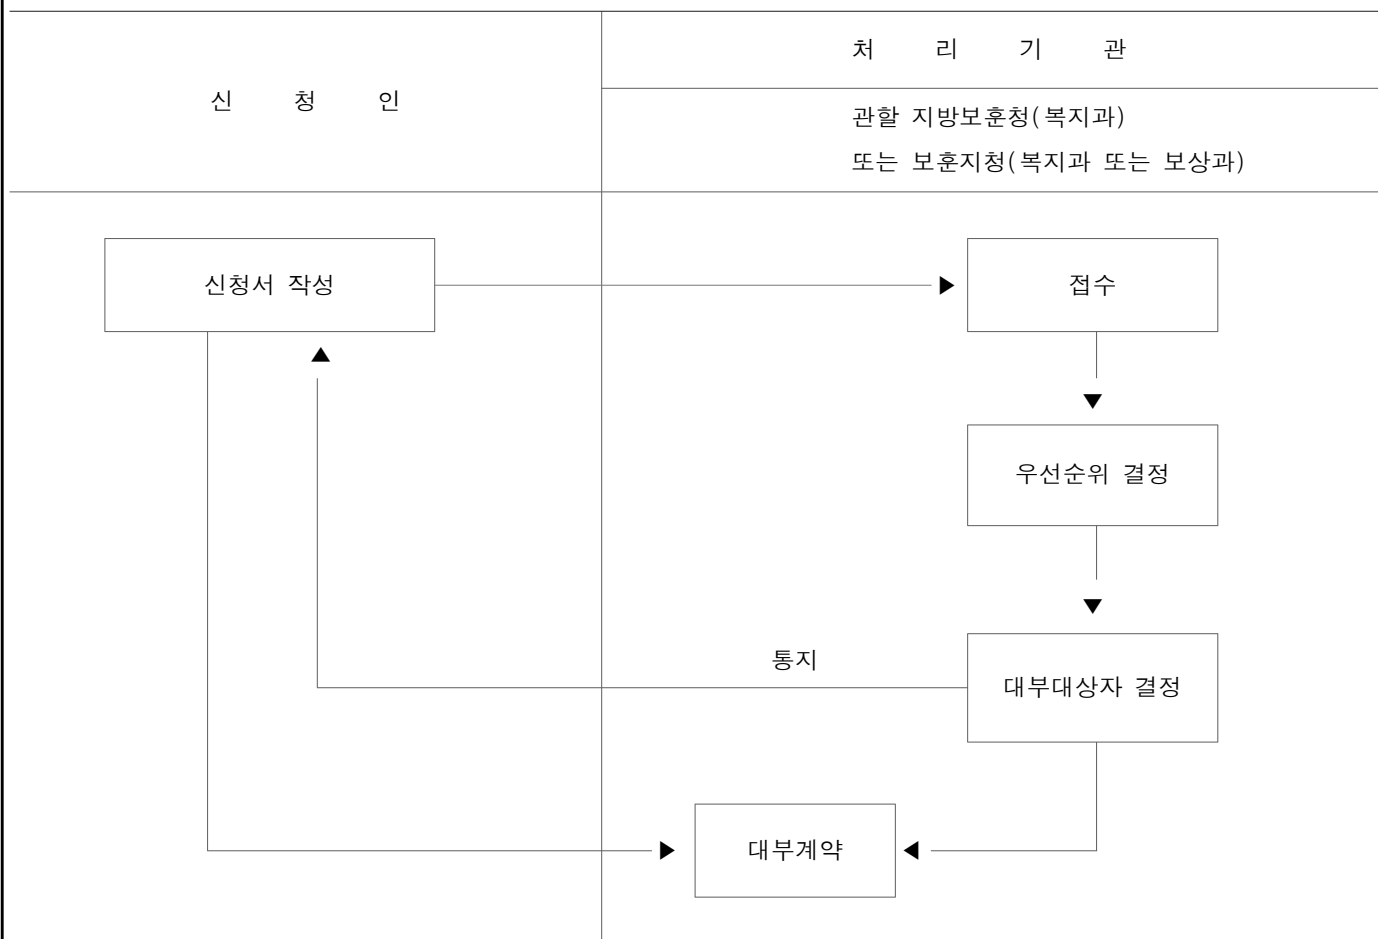 신 청 인
처 리 기 관
관할 지방보훈청(복지과)
또는 보훈지청(복지과 또는 보상과)
신청서 작성
접수
우선순위 결정
통지
대부대상자 결정
대부계약